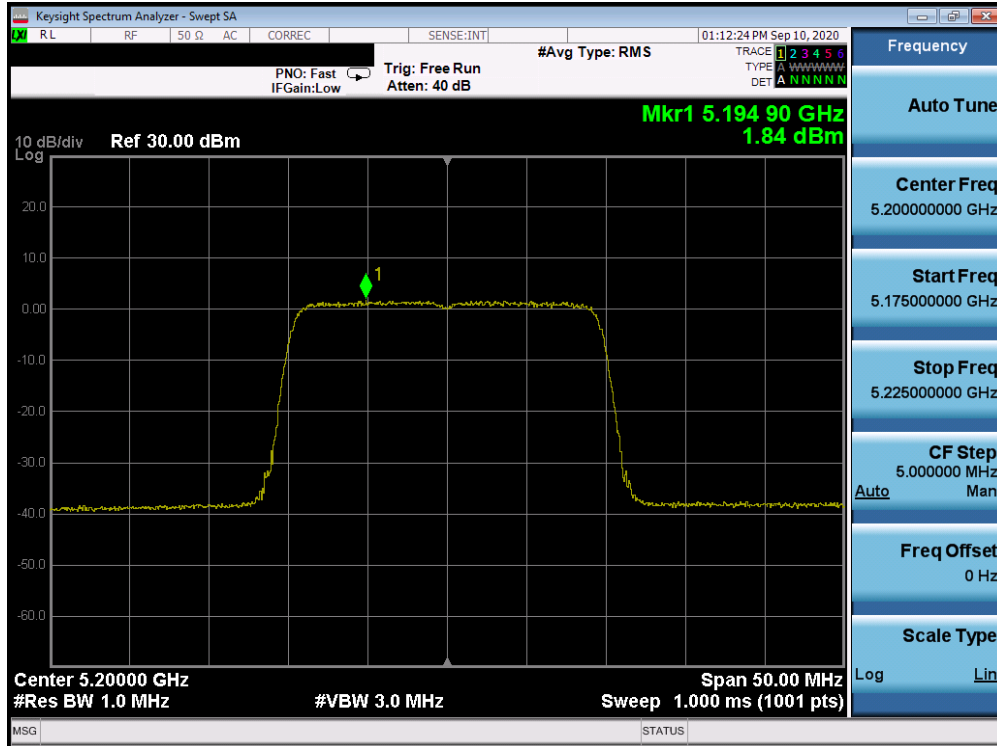 Keysight Spectrum Analyzer - Swept SA
LXI RL RF 50 Ω AC CORREC SENSE:INT 01:12:24 PM Sep 10, 2020
#Avg Type: RMS
TRACE 1 2 3 4 5 6
TYPE A WWWWWW
DET A N N N N N
PNO: Fast
IFGain:Low
Trig: Free Run
Atten: 40 dB
Mkr1 5.194 90 GHz
1.84 dBm
10 dB/div
Log
Ref 30.00 dBm
20.0
10.0
0.00
-10.0
-20.0
-30.0
-40.0
-50.0
-60.0
1
Center 5.20000 GHz
#Res BW 1.0 MHz
#VBW 3.0 MHz
Span 50.00 MHz
Sweep 1.000 ms (1001 pts)
MSG
STATUS
Frequency
Auto Tune
Center Freq
5.200000000 GHz
Start Freq
5.175000000 GHz
Stop Freq
5.225000000 GHz
CF Step
5.000000 MHz
Auto Man
Freq Offset
0 Hz
Scale Type
Log Lin